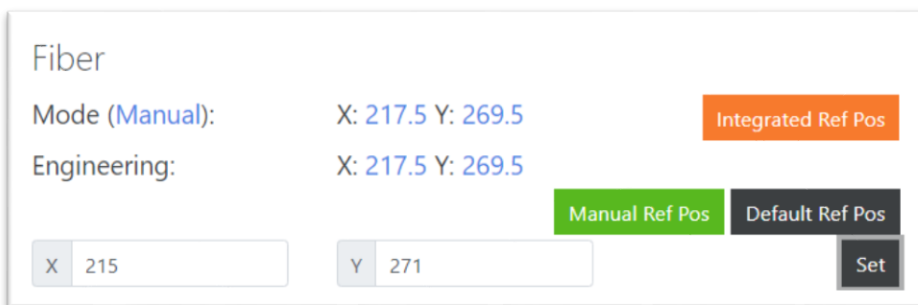 Fiber
Mode (Manual): X: 217.5 Y: 269.5 Integrated Ref Pos
Engineering: X: 217.5 Y: 269.5
Manual Ref Pos Default Ref Pos
X 215 Y 271 Set